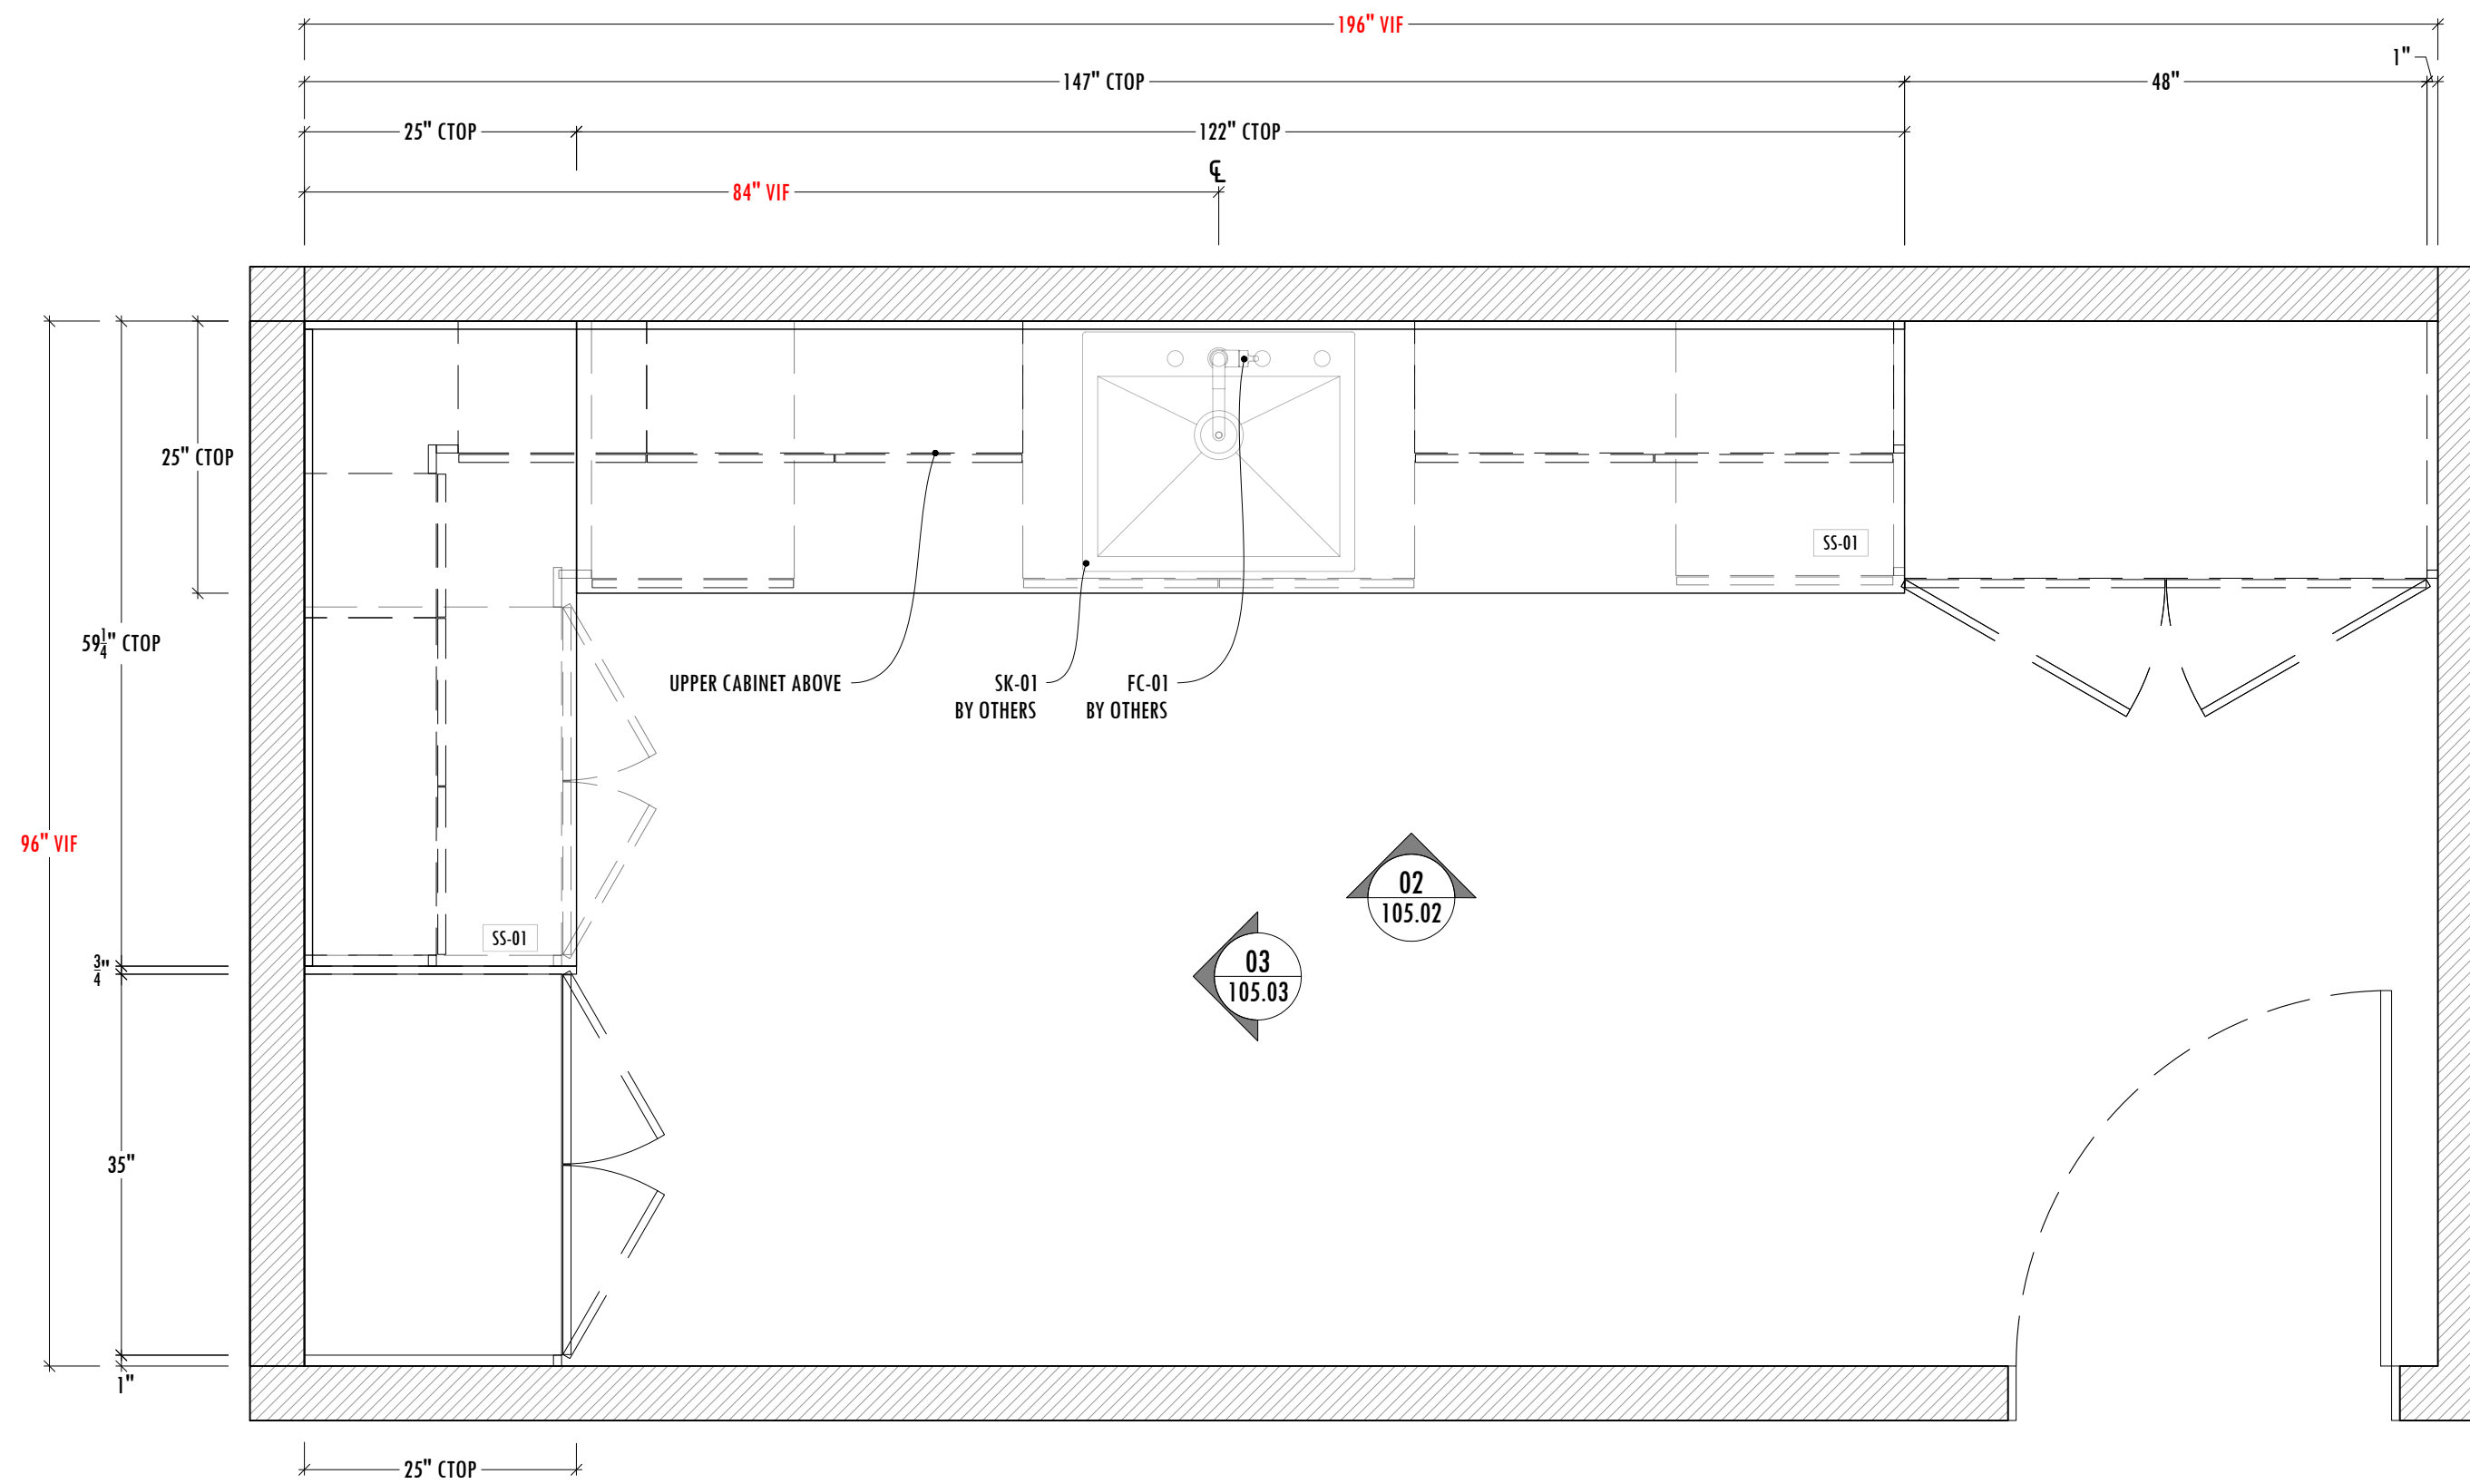 196" VIF
1"
147" CTOP
48"
25" CTOP
122" CTOP
℄
84" VIF
25" CTOP
SS-01
59 1/4" CTOP
UPPER CABINET ABOVE
SK-01
BY OTHERS
FC-01
BY OTHERS
96" VIF
02
105.02
SS-01
03
105.03
3/4"
35"
1"
25" CTOP